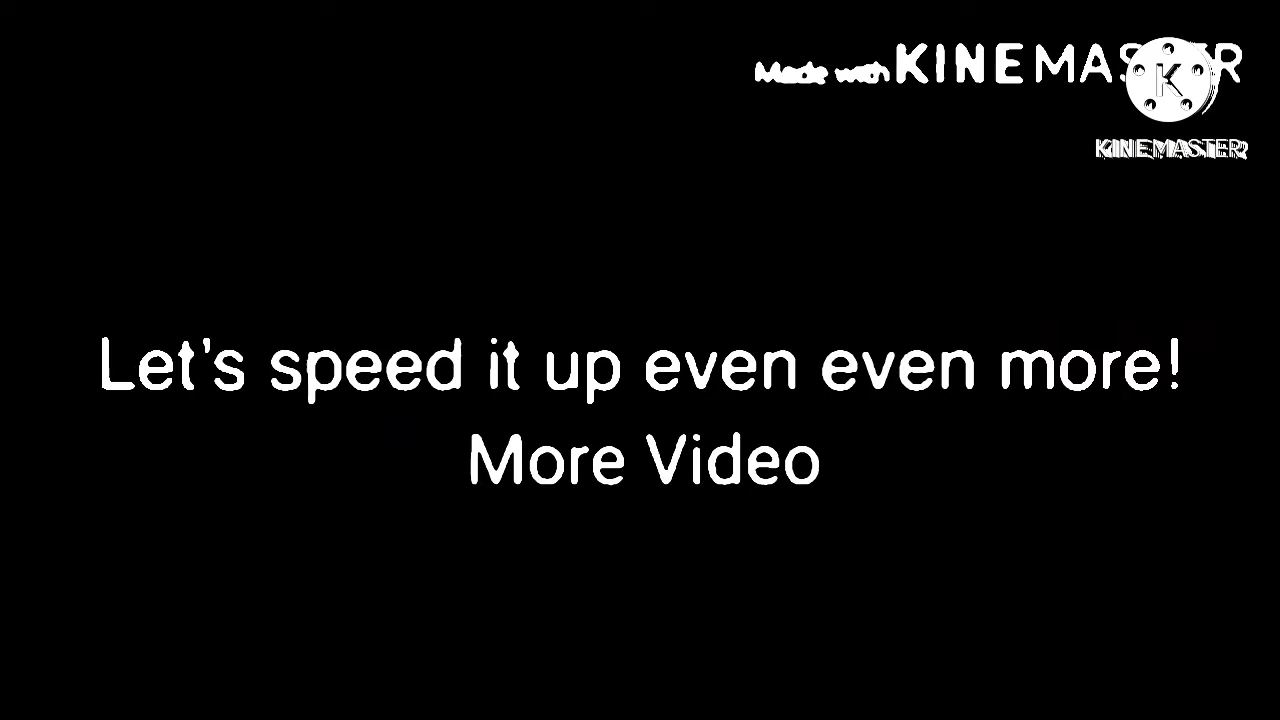 Made with KINEMASTER
K
KINEMASTER
Let's speed it up even even more!
More Video